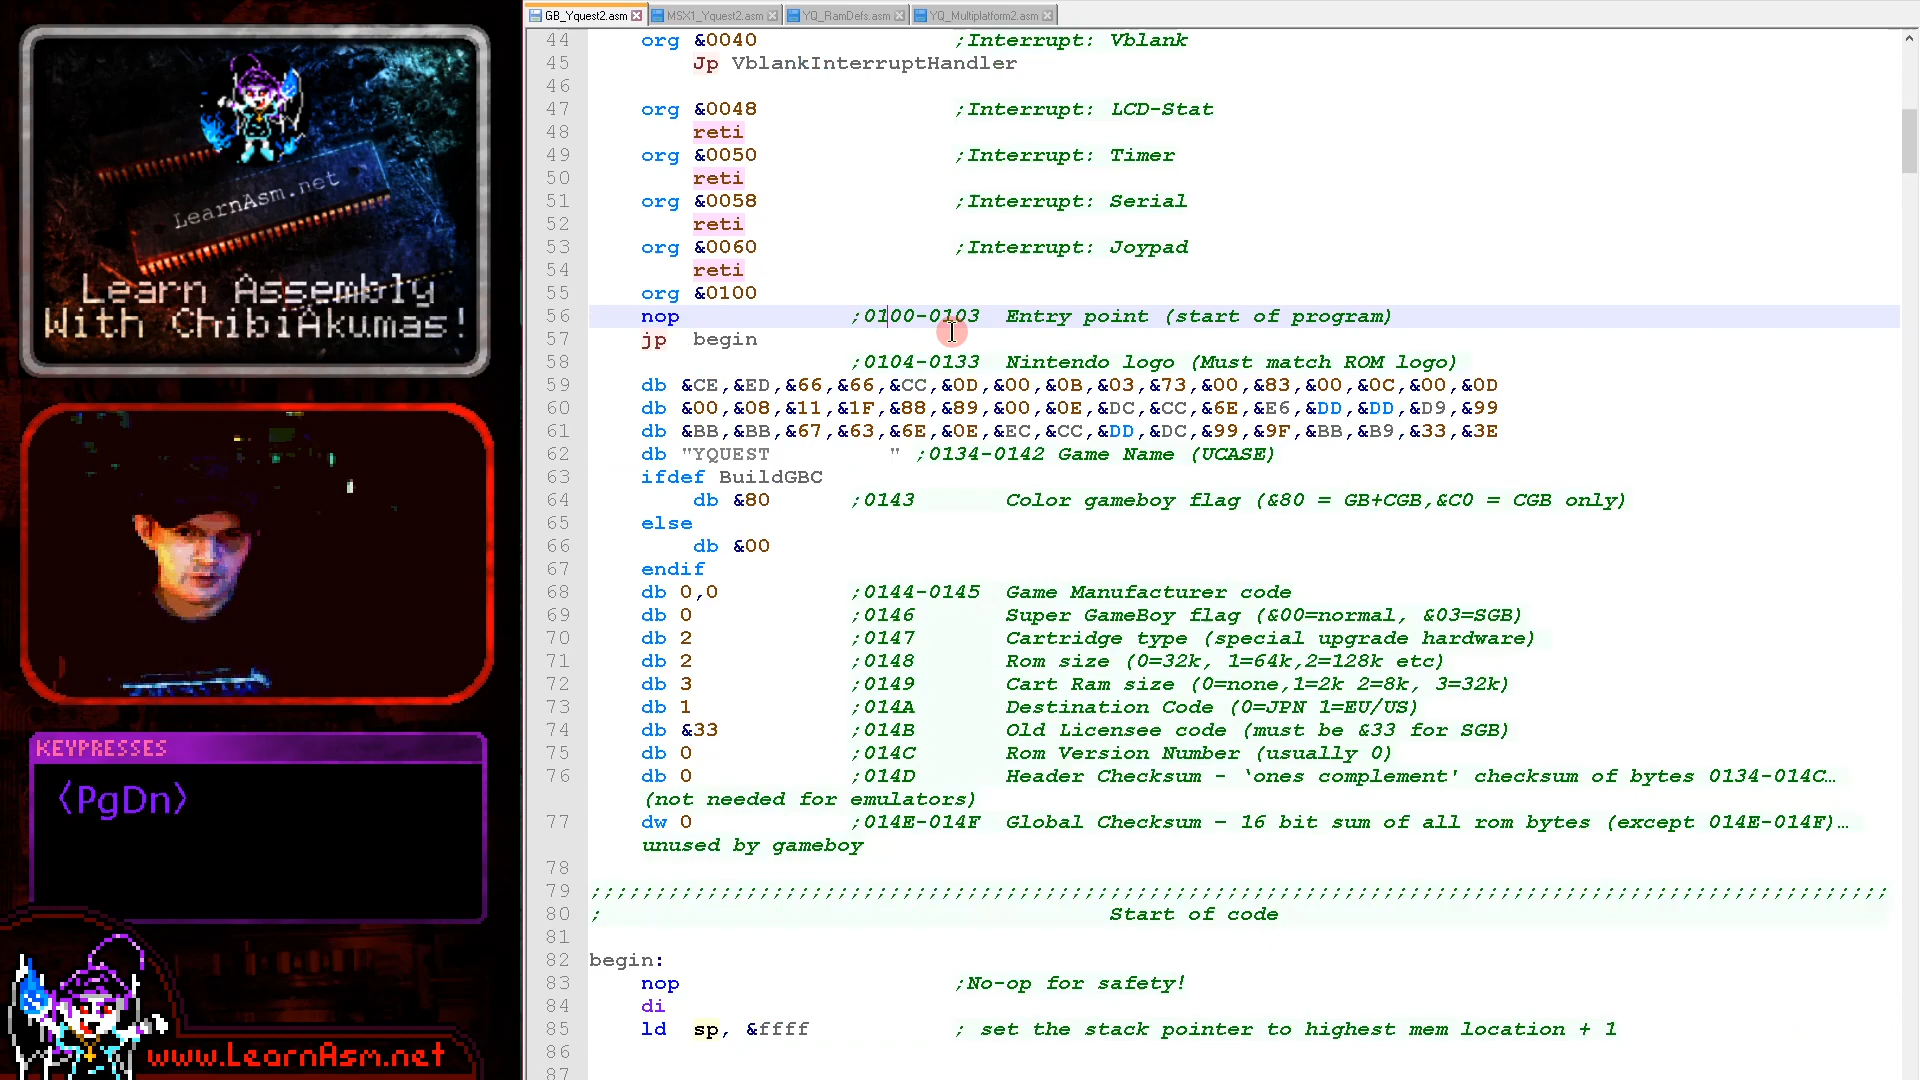 GB_Yquest2.asm MSX1_Yquest2.asm YQ_RamDefs.asm YQ_Multiplatform2.asm
44 org &0040 ;Interrupt: Vblank
45 Jp VblankInterruptHandler
46
47 org &0048 ;Interrupt: LCD-Stat
48 reti
49 org &0050 ;Interrupt: Timer
50 reti
51 org &0058 ;Interrupt: Serial
52 reti
53 org &0060 ;Interrupt: Joypad
54 reti
55 org &0100
56 nop ;0100-0103 Entry point (start of program)
57 jp begin
58 ;0104-0133 Nintendo logo (Must match ROM logo)
59 db &CE,&ED,&66,&66,&CC,&0D,&00,&0B,&03,&73,&00,&83,&00,&0C,&00,&0D
60 db &00,&08,&11,&1F,&88,&89,&00,&0E,&DC,&CC,&6E,&E6,&DD,&DD,&D9,&99
61 db &BB,&BB,&67,&63,&6E,&0E,&EC,&CC,&DD,&DC,&99,&9F,&BB,&B9,&33,&3E
62 db "YQUEST " ;0134-0142 Game Name (UCASE)
63 ifdef BuildGBC
64 db &80 ;0143 Color gameboy flag (&80 = GB+CGB,&C0 = CGB only)
65 else
66 db &00
67 endif
68 db 0,0 ;0144-0145 Game Manufacturer code
69 db 0 ;0146 Super GameBoy flag (&00=normal, &03=SGB)
70 db 2 ;0147 Cartridge type (special upgrade hardware)
71 db 2 ;0148 Rom size (0=32k, 1=64k,2=128k etc)
72 db 3 ;0149 Cart Ram size (0=none,1=2k 2=8k, 3=32k)
73 db 1 ;014A Destination Code (0=JPN 1=EU/US)
74 db &33 ;014B Old Licensee code (must be &33 for SGB)
75 db 0 ;014C Rom Version Number (usually 0)
76 db 0 ;014D Header Checksum - `ones complement' checksum of bytes 0134-014C…
(not needed for emulators)
77 dw 0 ;014E-014F Global Checksum – 16 bit sum of all rom bytes (except 014E-014F)…
unused by gameboy
78
79 ;;;;;;;;;;;;;;;;;;;;;;;;;;;;;;;;;;;;;;;;;;;;;;;;;;;;;;;;;;;;;;;;;;;;;;;;;;;;;;;;;;;;;;;;;;;;;;;;;;;;
80 ; Start of code
81
82 begin:
83 nop ;No-op for safety!
84 di
85 ld sp, &ffff ; set the stack pointer to highest mem location + 1
86
87
LearnAsm.net
Learn Assembly
With ChibiAkumas!
KEYPRESSES
〈PgDn〉
www.LearnAsm.net